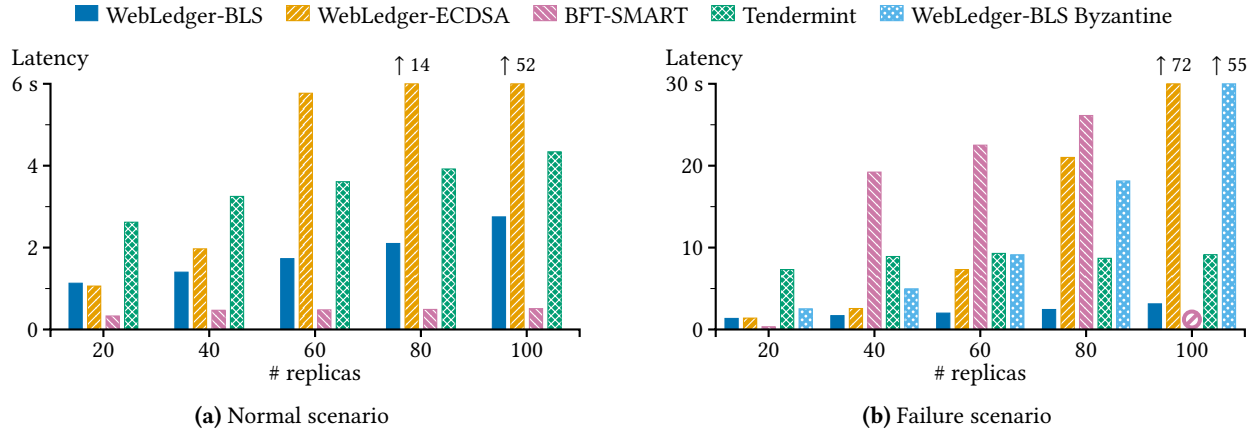 WebLedger-BLS WebLedger-ECDSA BFT-SMART Tendermint WebLedger-BLS Byzantine
Latency
↑ 14 ↑ 52
6 s
4
2
0
20 40 60 80 100
# replicas
(a) Normal scenario
Latency
↑ 72 ↑ 55
30 s
20
10
0
20 40 60 80 100
# replicas
(b) Failure scenario